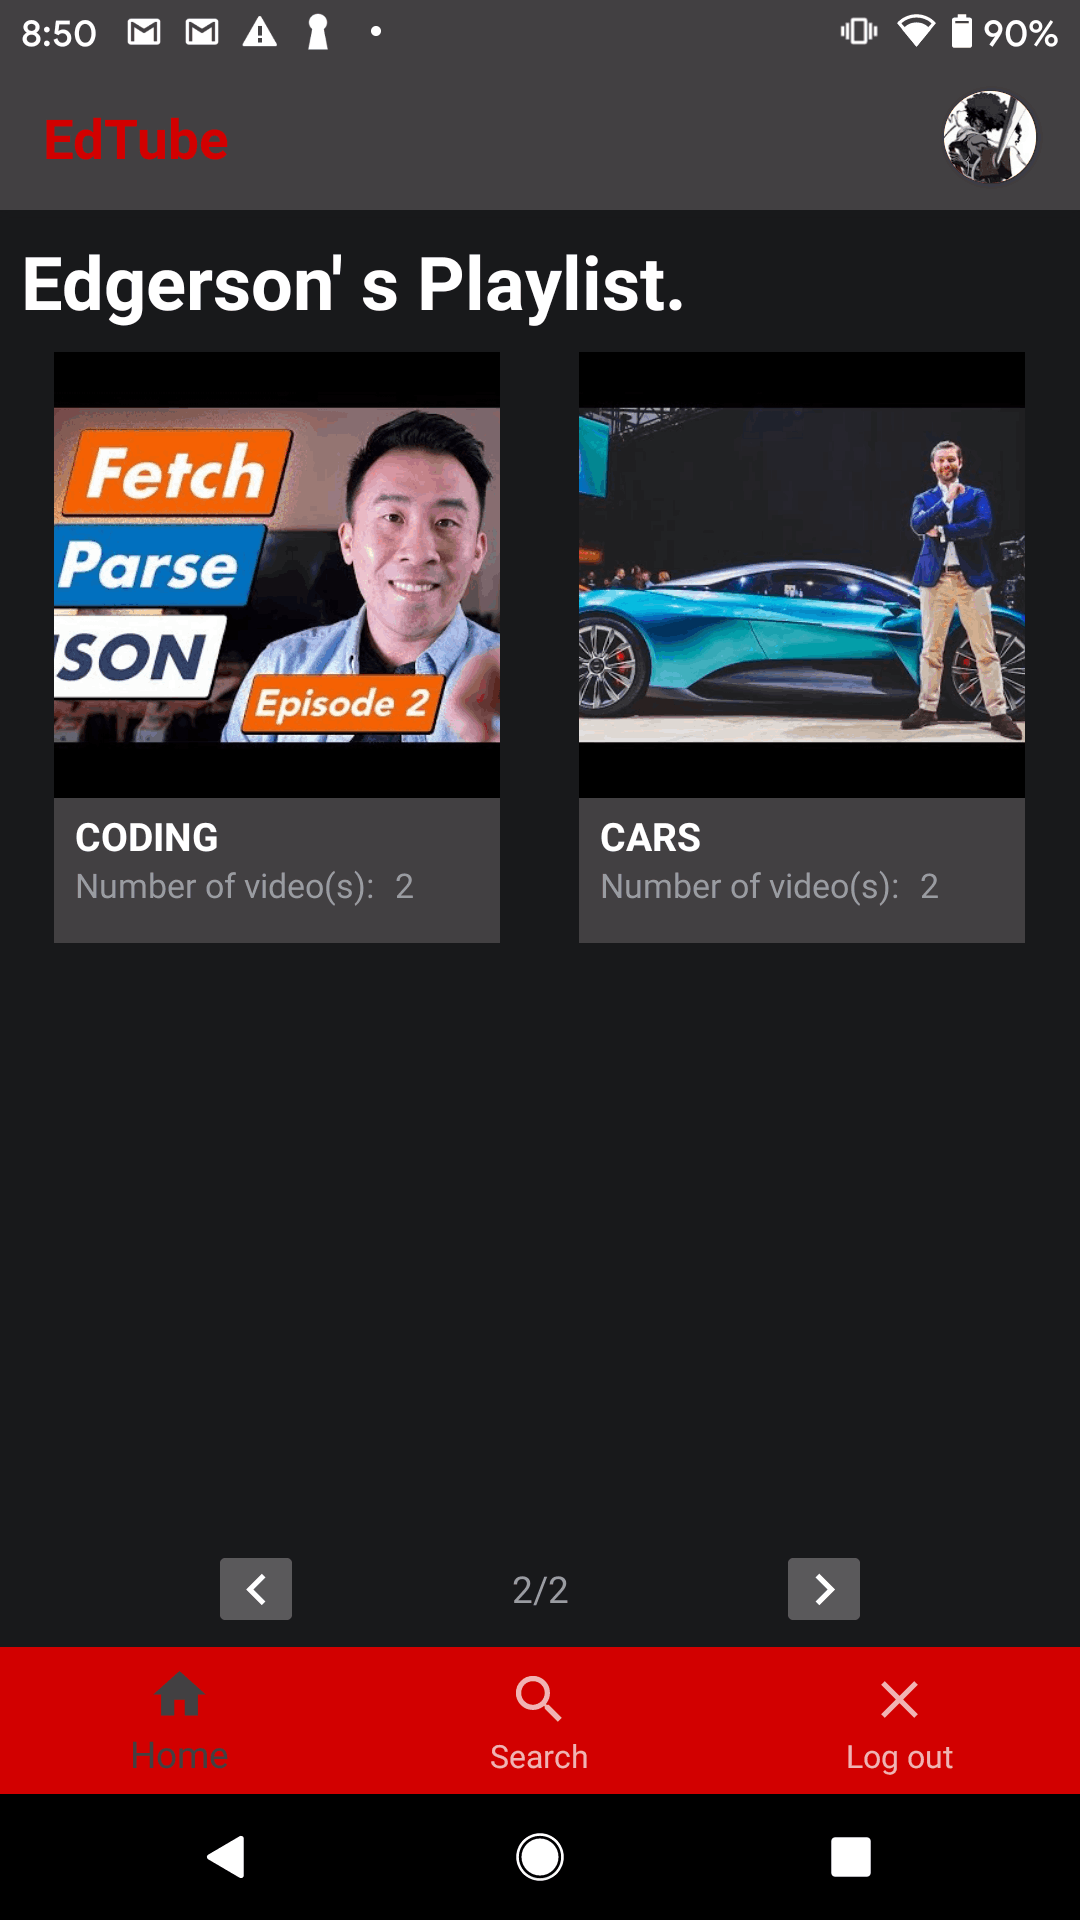 8:50
90%
EdTube
Edgerson' s Playlist.
Fetch
Parse
SON
Episode 2
CODING
Number of video(s): 2
CARS
Number of video(s): 2
2/2
Home
Search
Log out